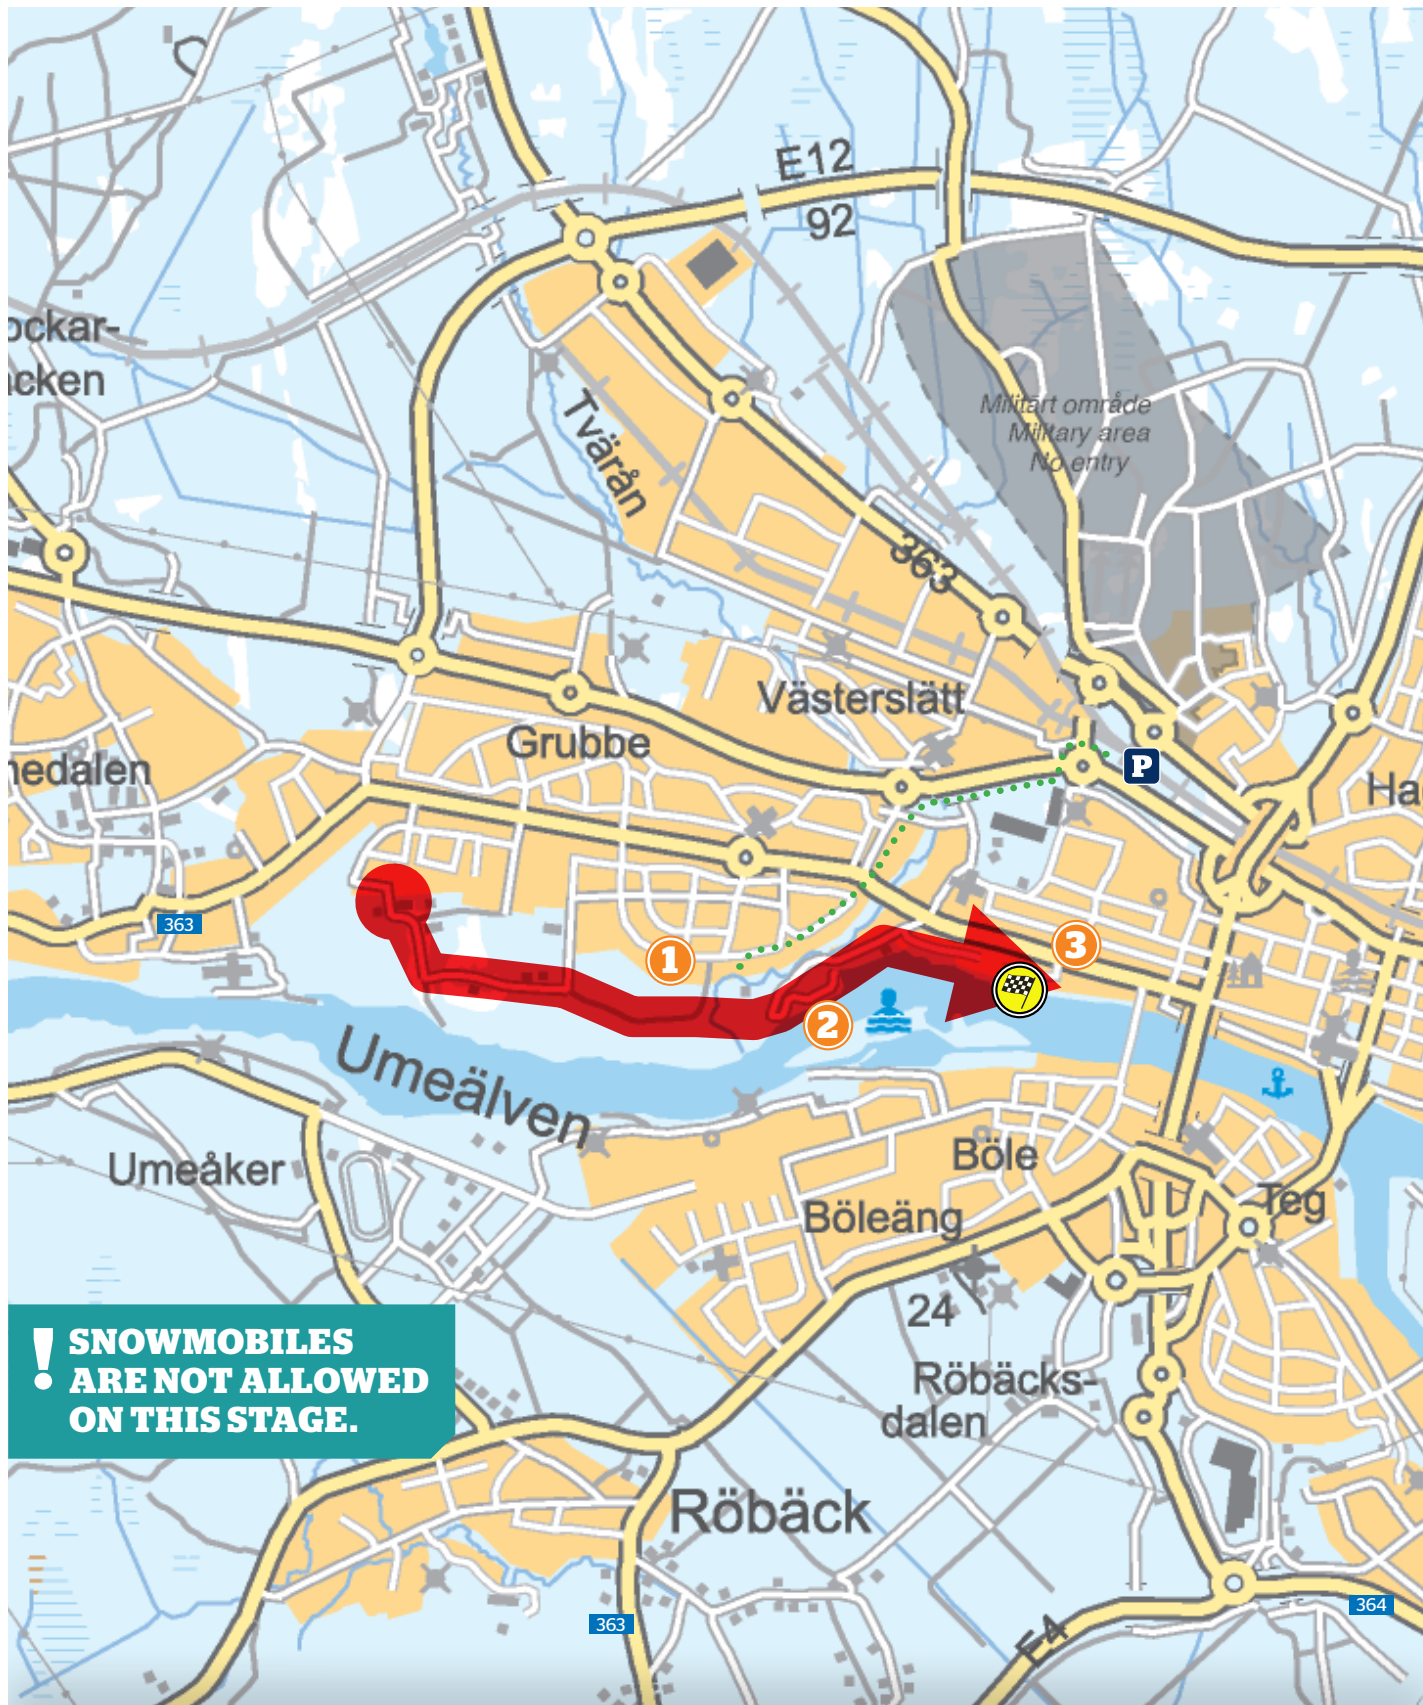 E12
92
ockar-
äcken
Tvärån
Militärt område
Military area
No entry
363
Västerslätt
Grubbe
P
nedalen
Ha
363
1
3
2
Umeälven
Umeåker
Böle
Böleäng
Teg
24
Röbäcks-
dalen
! SNOWMOBILES
ARE NOT ALLOWED
ON THIS STAGE.
Röbäck
363
364
E4